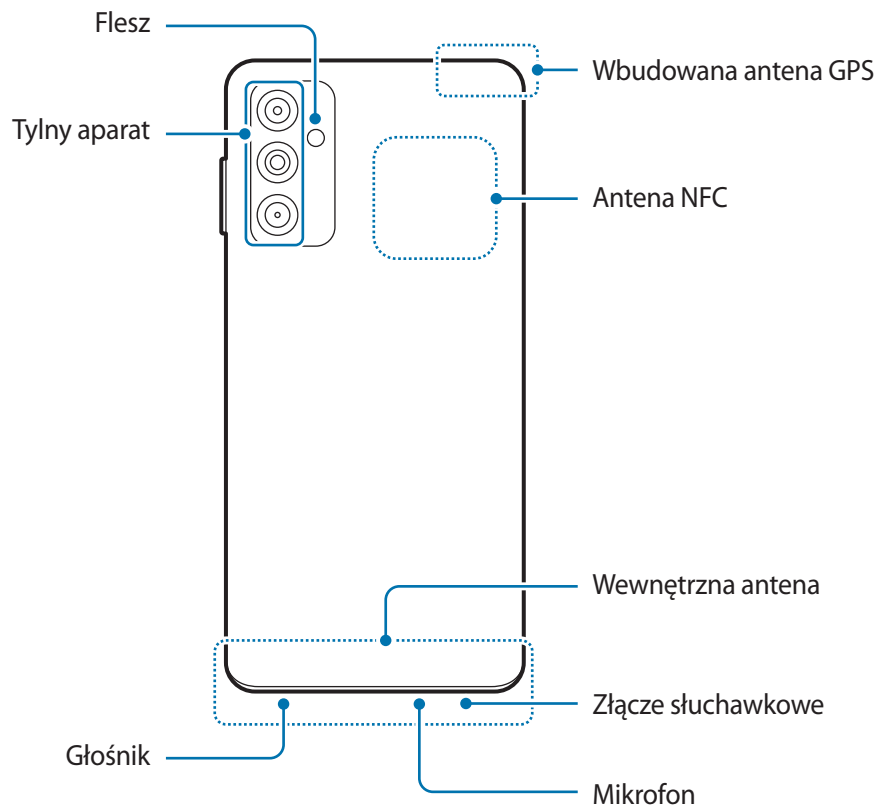 Flesz
Wbudowana antena GPS
Tylny aparat
Antena NFC
Wewnętrzna antena
Złącze słuchawkowe
Głośnik
Mikrofon